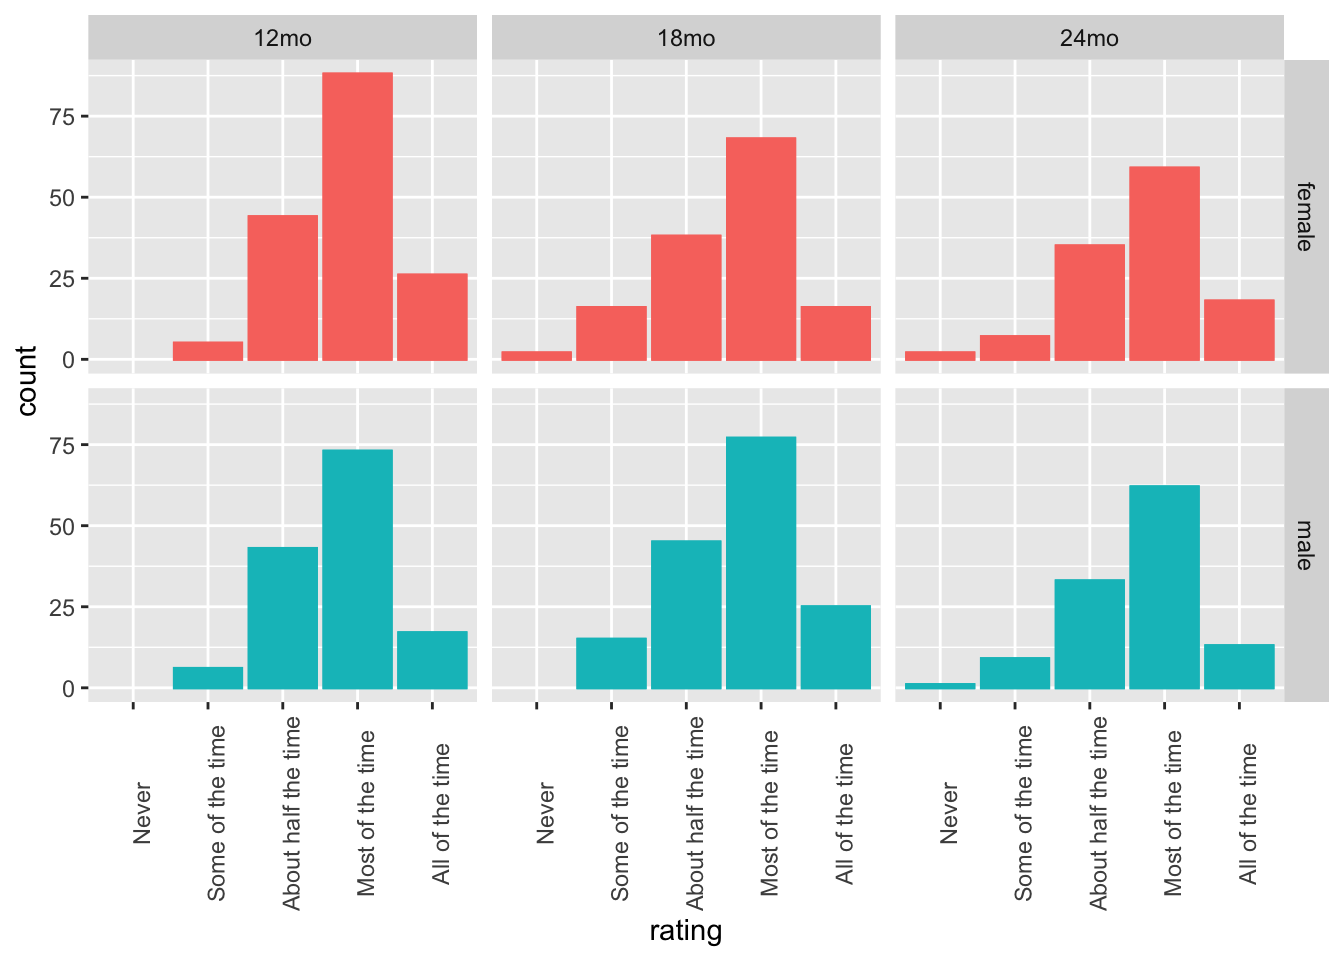 12mo
18mo
24mo
75
50
25
0
female
count
75
50
25
0
male
Never
Some of the time
About half the time
Most of the time
All of the time
Never
Some of the time
About half the time
Most of the time
All of the time
Never
Some of the time
About half the time
Most of the time
All of the time
rating